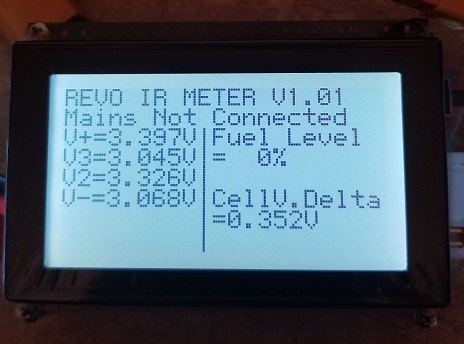 REVO IR METER V1.01
Mains Not Connected
V+=3.397V Fuel Level
V3=3.045V = 0%
V2=3.326V
V-=3.068V CellV.Delta
=0.352V